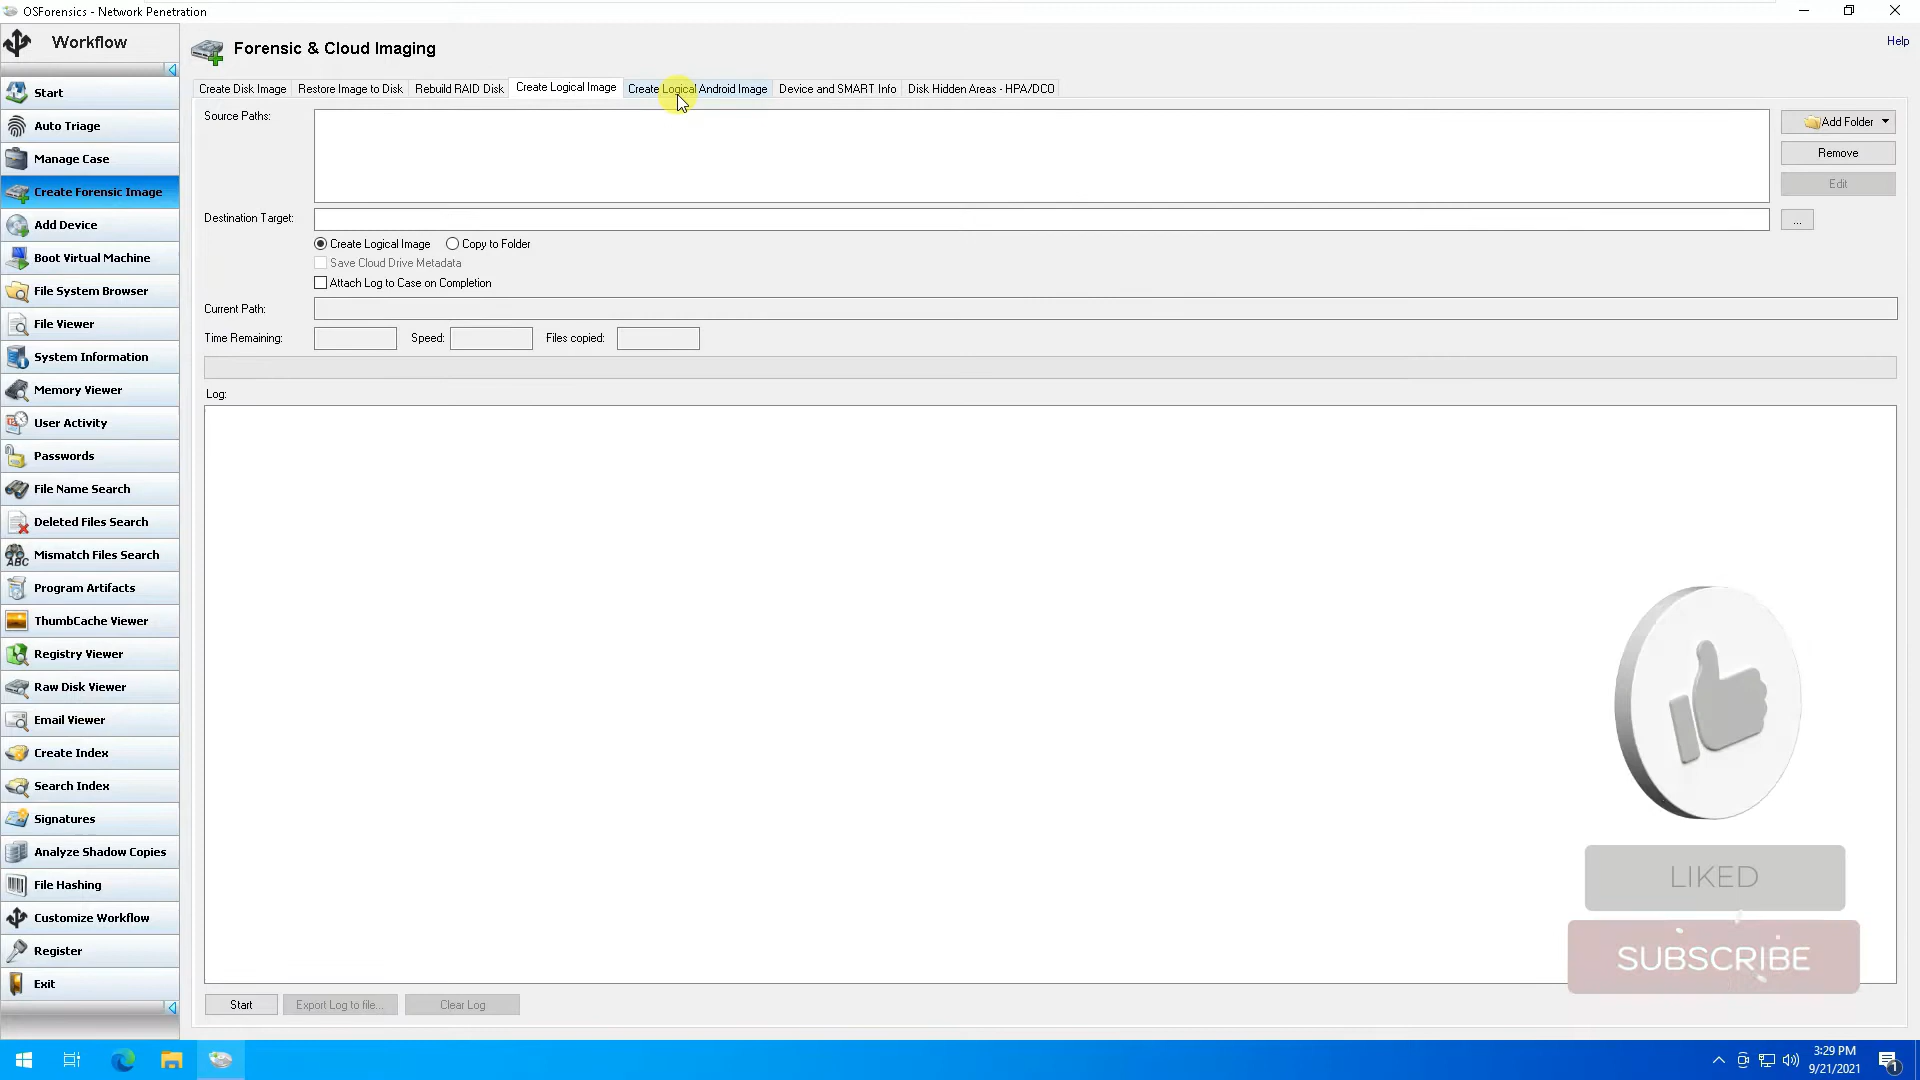 OSForensics - Network Penetration
Workflow
Forensic & Cloud Imaging
Help
Start
Auto Triage
Manage Case
Create Forensic Image
Add Device
Boot Virtual Machine
File System Browser
File Viewer
System Information
Memory Viewer
User Activity
Passwords
File Name Search
Deleted Files Search
Mismatch Files Search
Program Artifacts
ThumbCache Viewer
Registry Viewer
Raw Disk Viewer
Email Viewer
Create Index
Search Index
Signatures
Analyze Shadow Copies
File Hashing
Customize Workflow
Register
Exit
Create Disk Image Restore Image to Disk Rebuild RAID Disk Create Logical Image Create Logical Android Image Device and SMART Info Disk Hidden Areas - HPA/DCO
Source Paths:
Add Folder
Remove
Edit
Destination Target:
...
Create Logical Image Copy to Folder
Save Cloud Drive Metadata
Attach Log to Case on Completion
Current Path:
Time Remaining: Speed: Files copied:
Log:
LIKED
SUBSCRIBE
Start Export Log to file... Clear Log
ABC
3:29 PM
9/21/2021
1